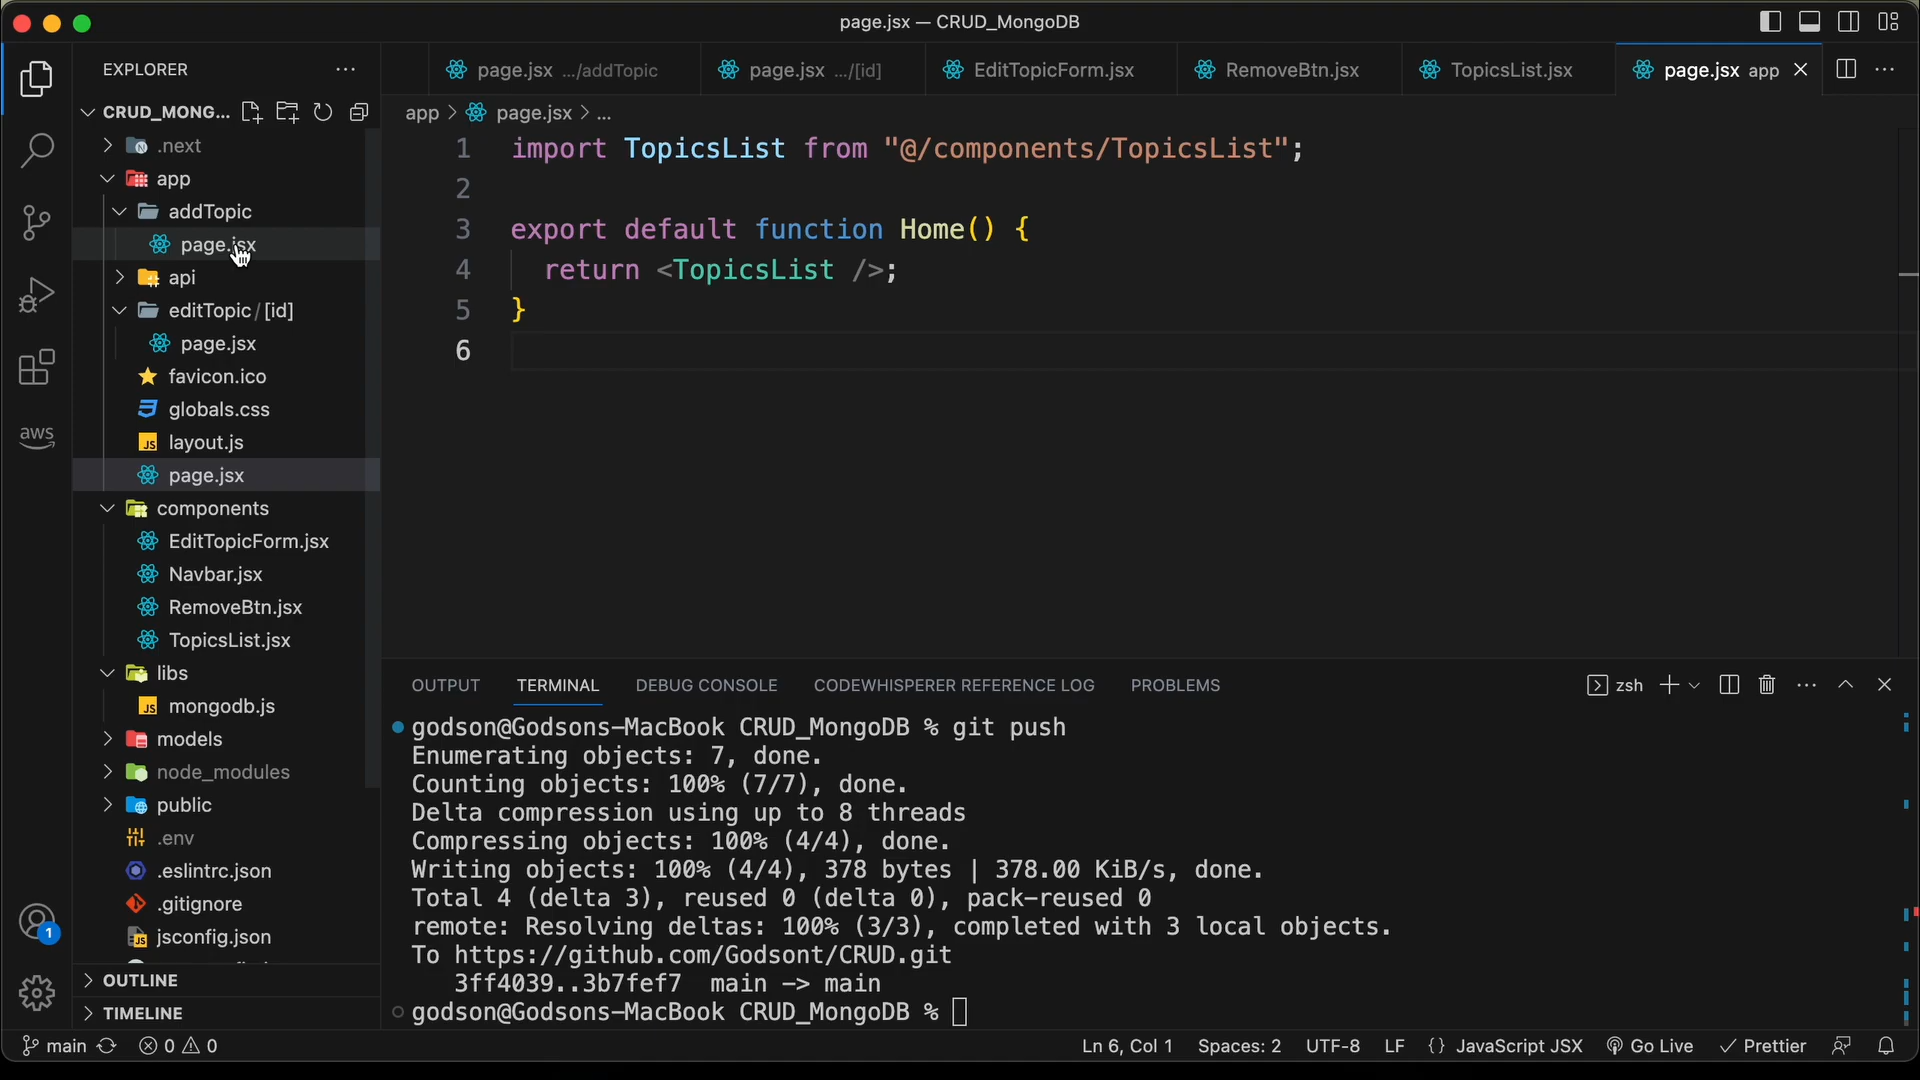 page.jsx — CRUD_MongoDB
EXPLORER
page.jsx .../addTopic
page.jsx .../[id]
EditTopicForm.jsx
RemoveBtn.jsx
TopicsList.jsx
page.jsx app
CRUD_MONG...
app > page.jsx > ...
.next
app
addTopic
page.jsx
api
editTopic/[id]
page.jsx
favicon.ico
globals.css
layout.js
page.jsx
components
EditTopicForm.jsx
Navbar.jsx
RemoveBtn.jsx
TopicsList.jsx
libs
mongodb.js
models
node_modules
public
.env
.eslintrc.json
.gitignore
jsconfig.json
OUTLINE
TIMELINE
aws
1
1 import TopicsList from "@/components/TopicsList";
2
3 export default function Home() {
4 return <TopicsList />;
5 }
6
OUTPUT TERMINAL DEBUG CONSOLE CODEWHISPERER REFERENCE LOG PROBLEMS
zsh
godson@Godsons-MacBook CRUD_MongoDB % git push
Enumerating objects: 7, done.
Counting objects: 100% (7/7), done.
Delta compression using up to 8 threads
Compressing objects: 100% (4/4), done.
Writing objects: 100% (4/4), 378 bytes | 378.00 KiB/s, done.
Total 4 (delta 3), reused 0 (delta 0), pack-reused 0
remote: Resolving deltas: 100% (3/3), completed with 3 local objects.
To https://github.com/Godsont/CRUD.git
3ff4039..3b7fef7 main -> main
godson@Godsons-MacBook CRUD_MongoDB %
main 0 0 Ln 6, Col 1 Spaces: 2 UTF-8 LF {} JavaScript JSX Go Live Prettier